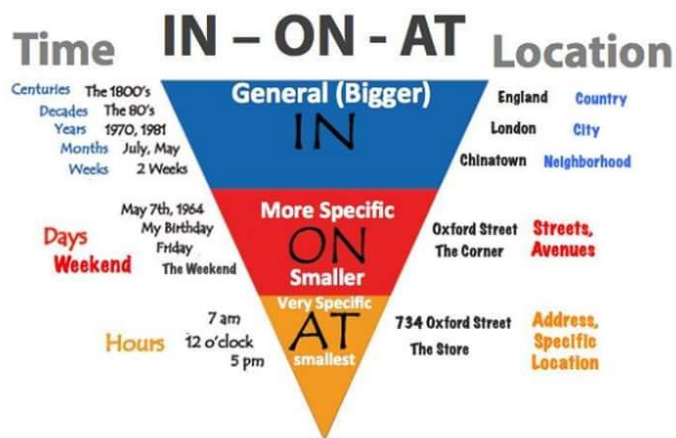 IN – ON - AT
Time
Location
Centuries The 1800's
Decades The 80's
Years 1970, 1981
Months July, May
Weeks 2 Weeks
General (Bigger)
IN
England Country
London City
Chinatown Neighborhood
May 7th, 1964
My Birthday
Days
Friday
Weekend The Weekend
More Specific
ON
Smaller
Oxford Street Streets,
The Corner Avenues
Very Specific
AT
smallest
7 am
Hours 12 o'clock
5 pm
734 Oxford Street Address,
The Store Specific
Location